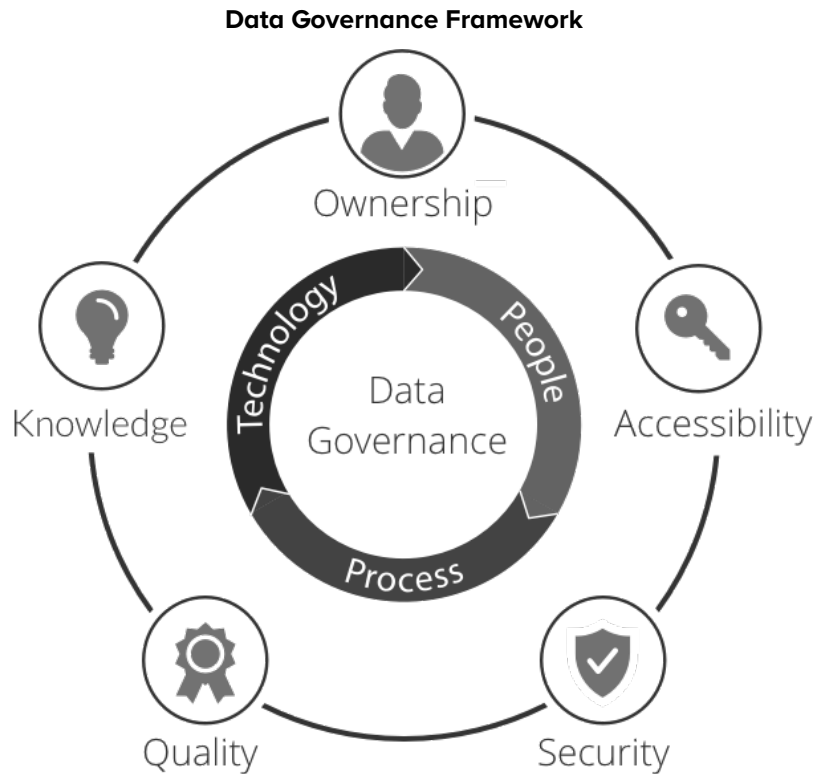 Data Governance Framework
Ownership
Technology
People
Data
Governance
Knowledge
Accessibility
Process
Quality
Security